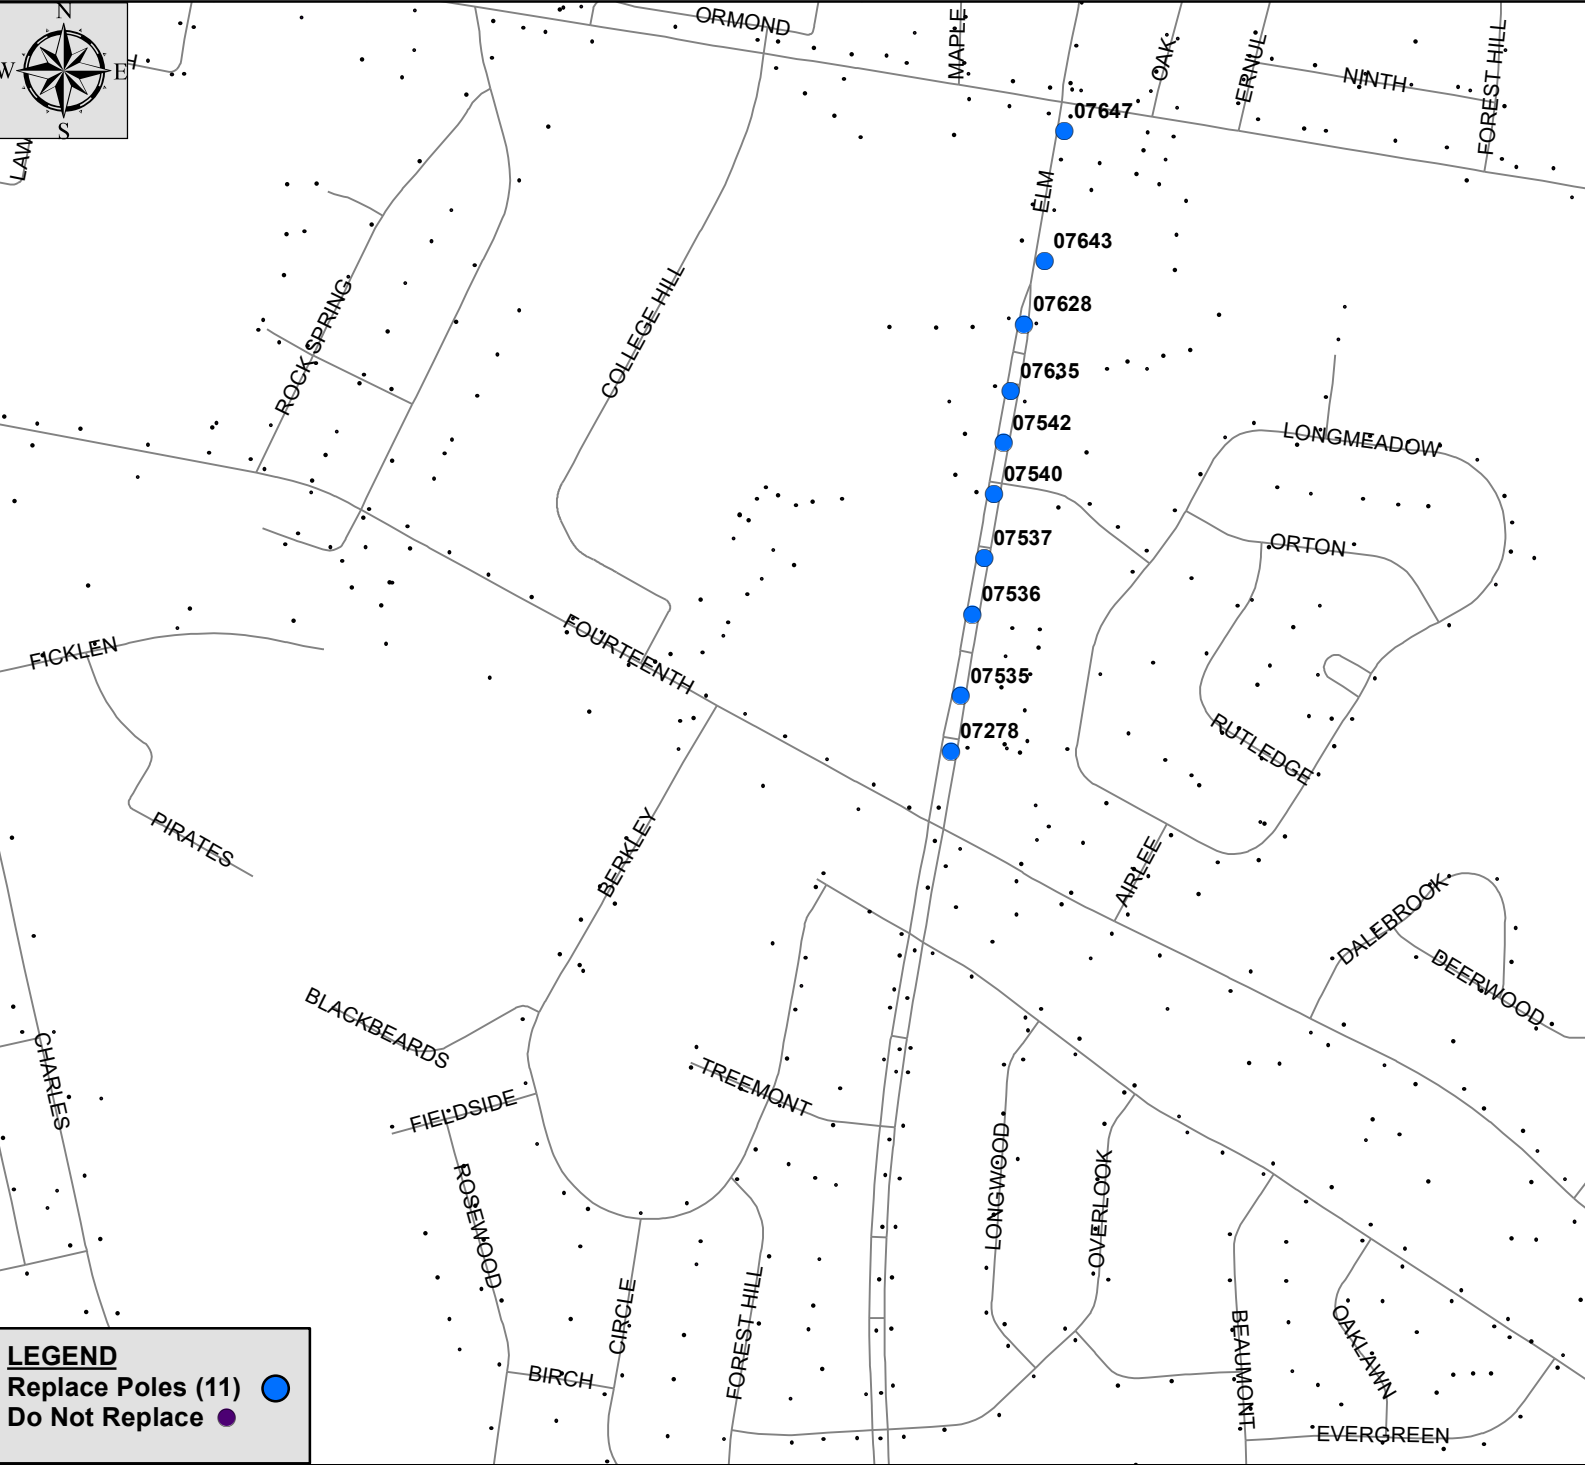 N
W
E
S
H
LAW
ORMOND
MAPLE
OAK
ERNUL
NINTH
FOREST HILL
07647
ELM
07643
07628
07635
07542
07540
07537
07536
07535
07278
ROCK SPRING
COLLEGE HILL
LONGMEADOW
ORTON
RUTLEDGE
FOURTEENTH
FICKLEN
PIRATES
BERKLEY
AIRLEE
DALEBROOK
DEERWOOD
BLACKBEARDS
CHARLES
FIELDSIDE
TREEMONT
ROSEWOOD
LONGWOOD
OVERLOOK
CIRCLE
FOREST HILL
BIRCH
BEAUMONT
OAKLAWN
EVERGREEN
LEGEND
Replace Poles (11)
Do Not Replace